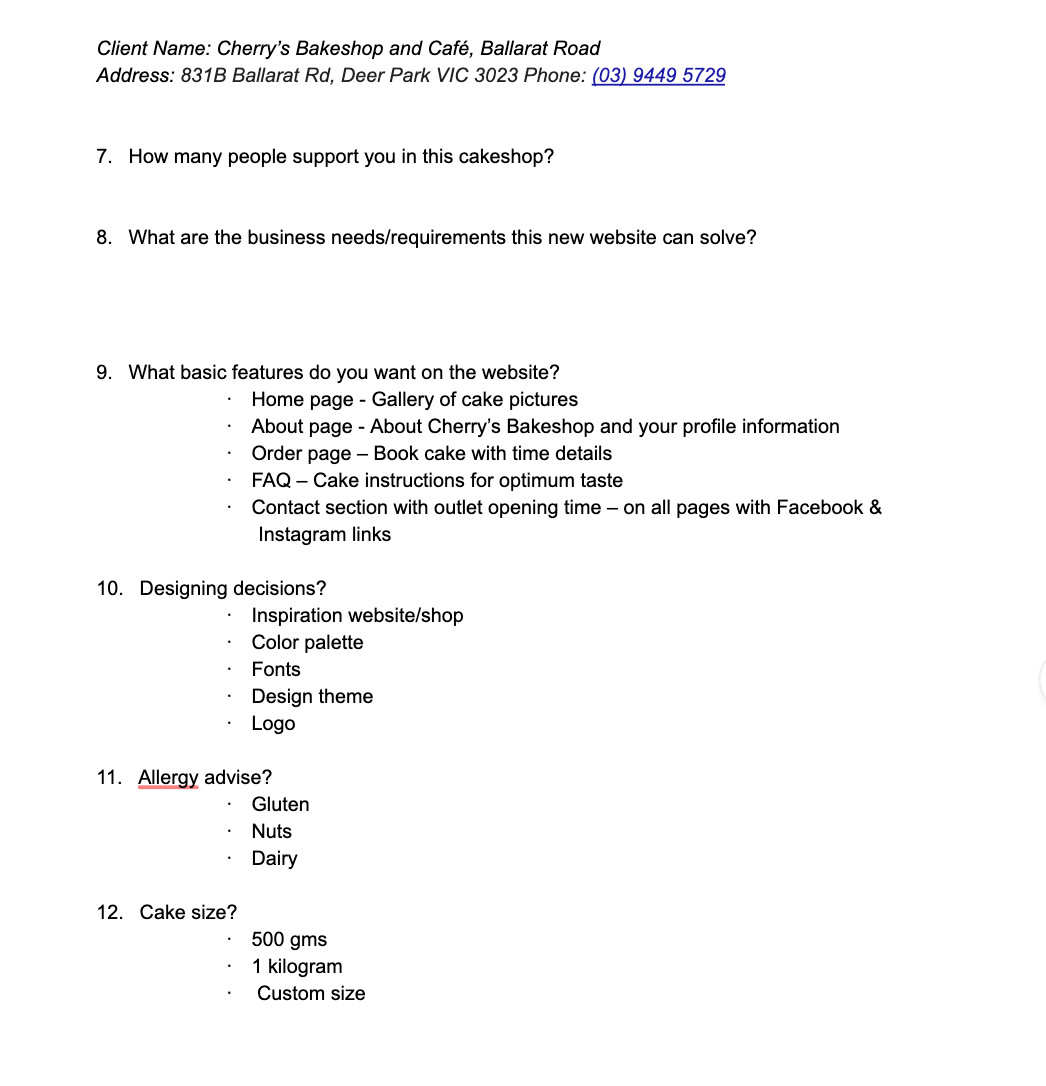 Client Name: Cherry’s Bakeshop and Café, Ballarat Road
Address: 831B Ballarat Rd, Deer Park VIC 3023 Phone: (03) 9449 5729
7. How many people support you in this cakeshop?
8. What are the business needs/requirements this new website can solve?
9. What basic features do you want on the website?
· Home page - Gallery of cake pictures
· About page - About Cherry’s Bakeshop and your profile information
· Order page – Book cake with time details
· FAQ – Cake instructions for optimum taste
· Contact section with outlet opening time – on all pages with Facebook &
Instagram links
10. Designing decisions?
· Inspiration website/shop
· Color palette
· Fonts
· Design theme
· Logo
11. Allergy advise?
· Gluten
· Nuts
· Dairy
12. Cake size?
· 500 gms
· 1 kilogram
· Custom size